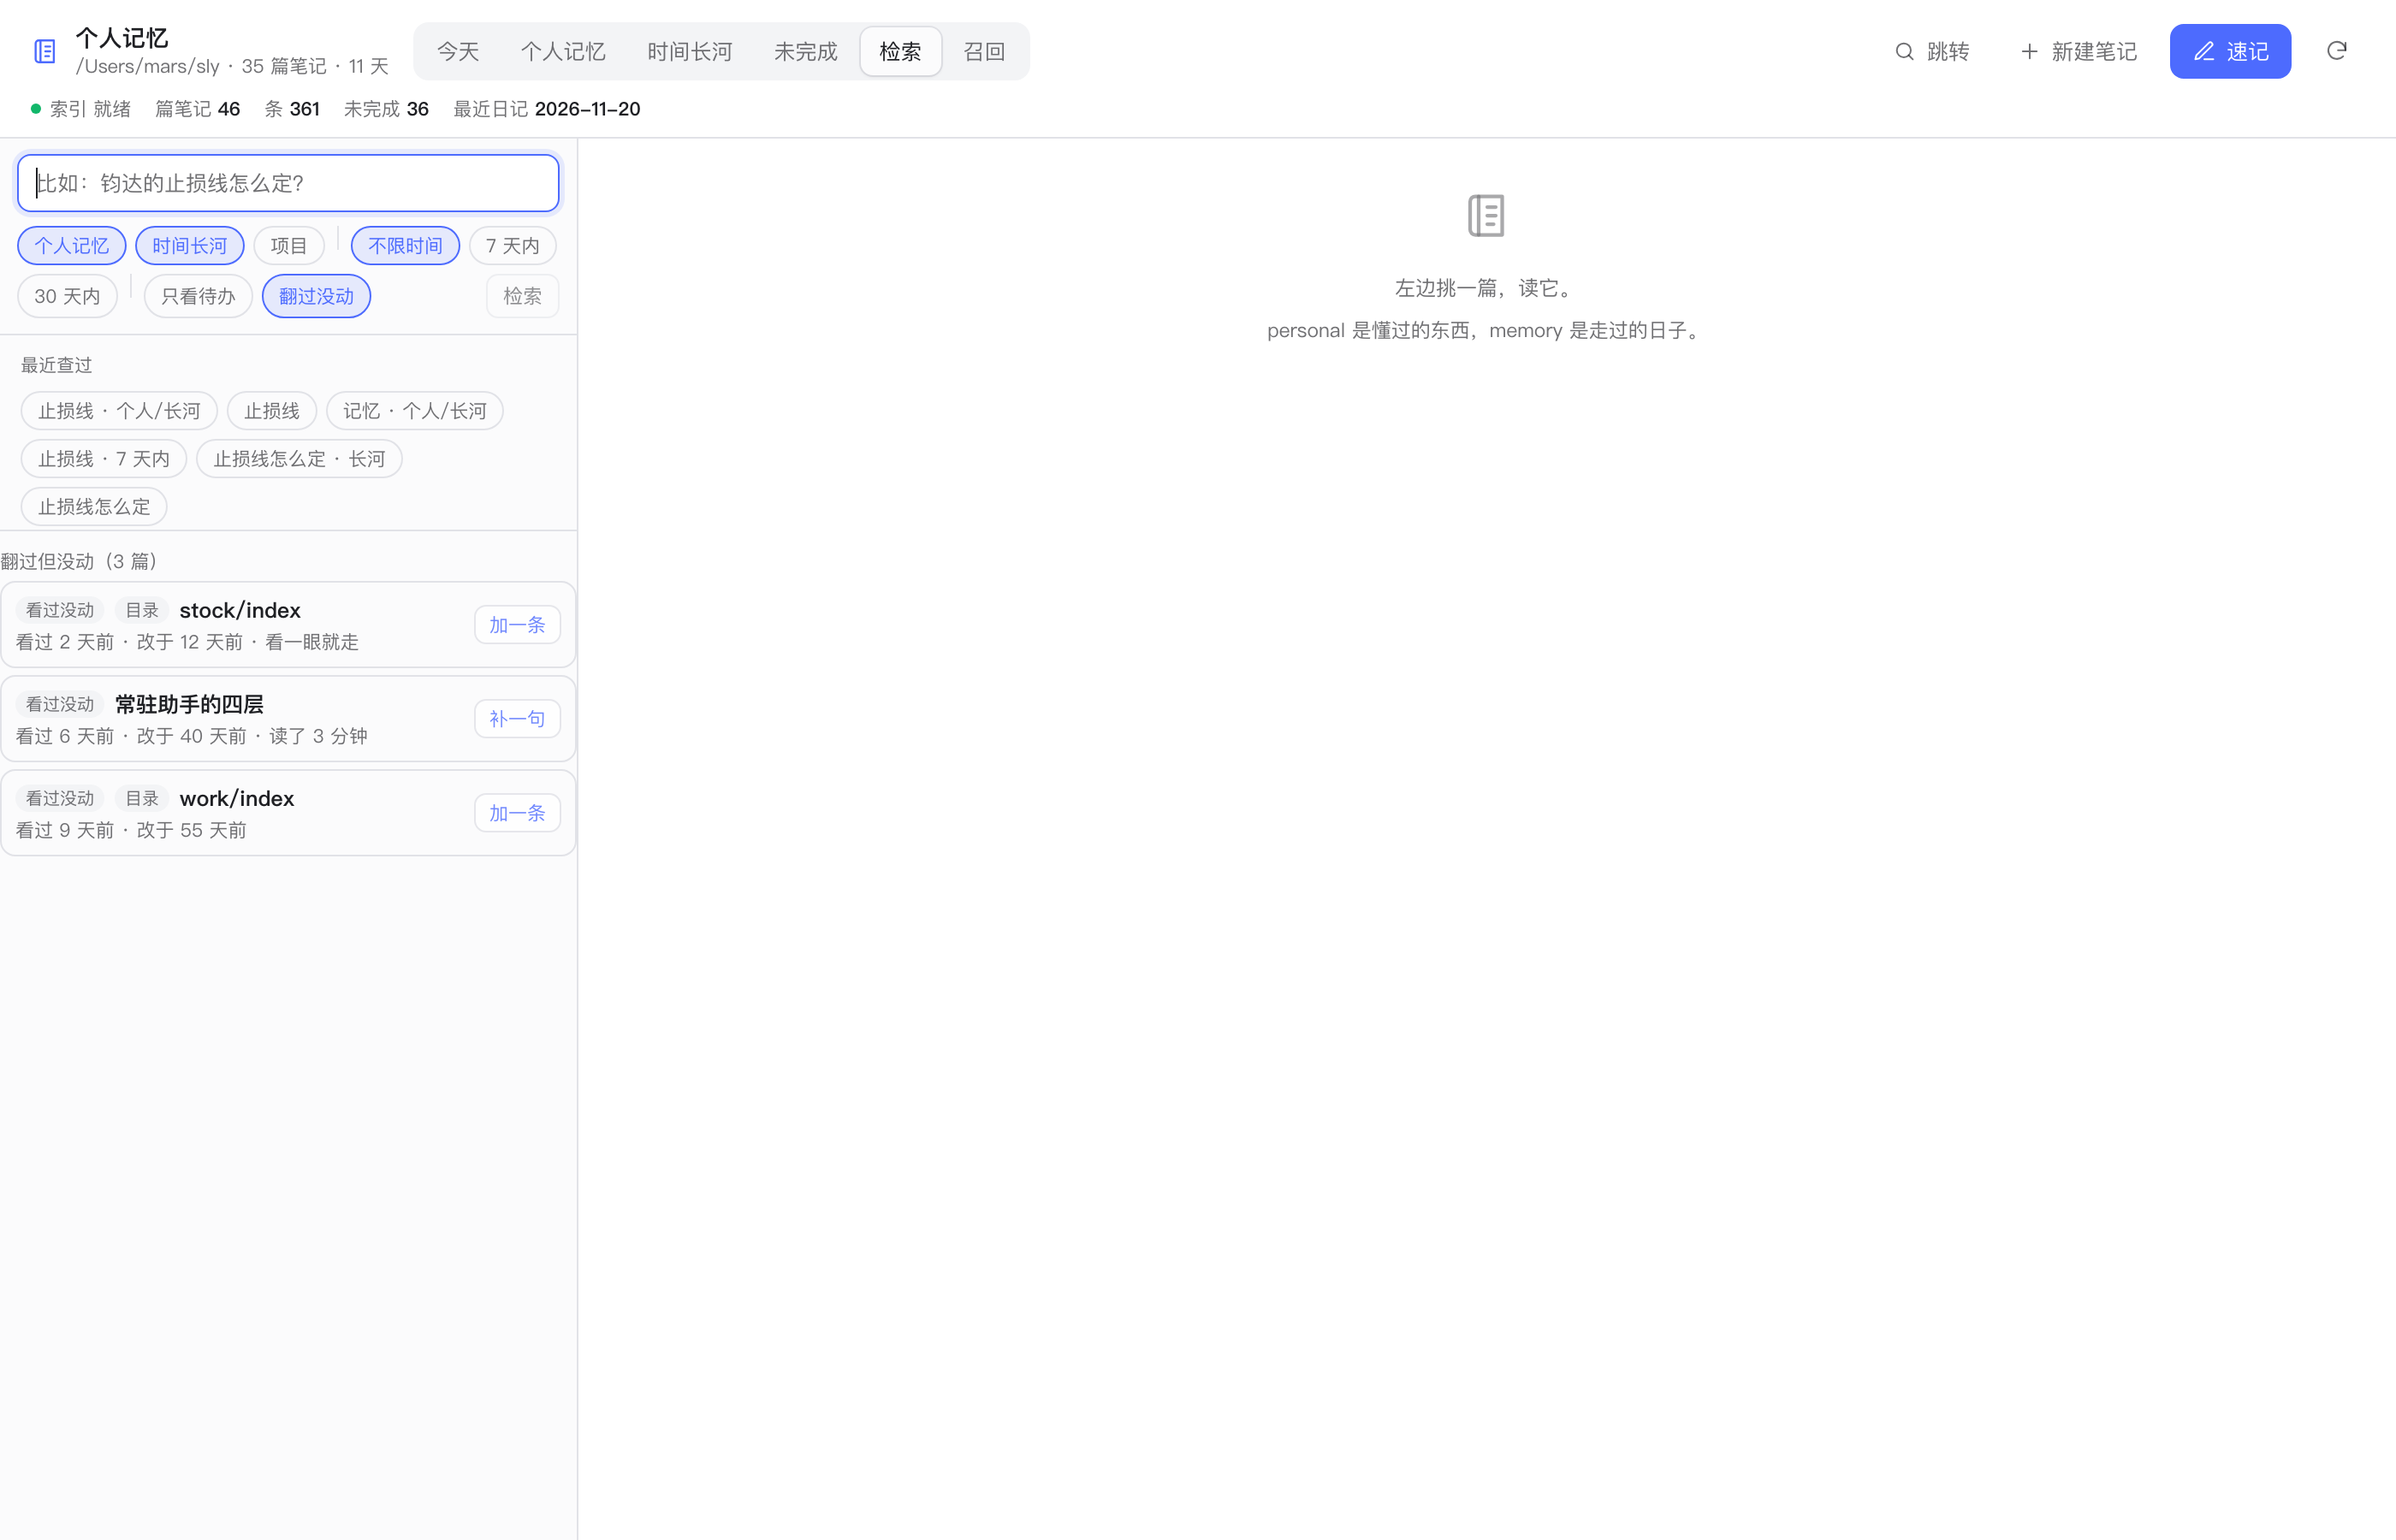 个人记忆
/Users/mars/sly · 35 篇笔记 · 11 天
今天 个人记忆 时间长河 未完成 检索 召回
跳转 新建笔记 速记
索引 就绪 篇笔记 46 条 361 未完成 36 最近日记 2026-11-20
比如：钧达的止损线怎么定？
个人记忆 时间长河 项目 不限时间 7 天内
30 天内 只看待办 翻过没动 检索
最近查过
止损线 · 个人/长河 止损线 记忆 · 个人/长河
止损线 · 7 天内 止损线怎么定 · 长河
止损线怎么定
翻过但没动（3 篇）
看过没动 目录 stock/index
看过 2 天前 · 改于 12 天前 · 看一眼就走
加一条
看过没动 常驻助手的四层
看过 6 天前 · 改于 40 天前 · 读了 3 分钟
补一句
看过没动 目录 work/index
看过 9 天前 · 改于 55 天前
加一条
左边挑一篇，读它。
personal 是懂过的东西，memory 是走过的日子。